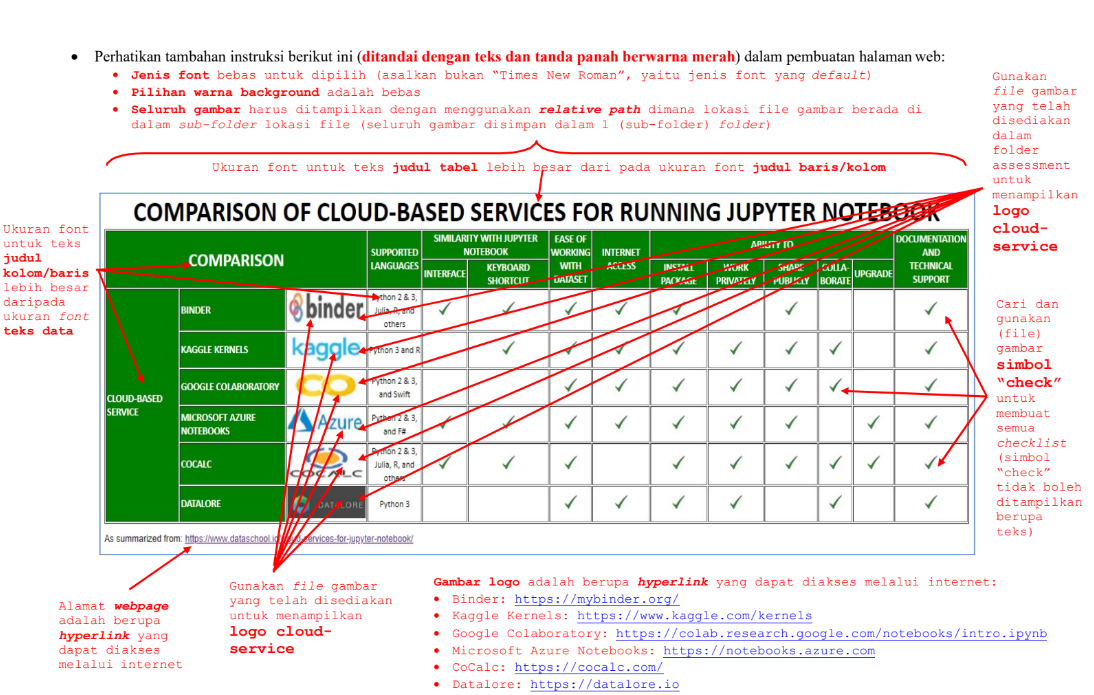 • Perhatikan tambahan instruksi berikut ini (ditandai dengan teks dan tanda panah berwarna merah) dalam pembuatan halaman web:
• Jenis font bebas untuk dipilih (asalkan bukan “Times New Roman”, yaitu jenis font yang default)
• Pilihan warna background adalah bebas
• Seluruh gambar harus ditampilkan dengan menggunakan relative path dimana lokasi file gambar berada di
dalam sub-folder lokasi file (seluruh gambar disimpan dalam 1 (sub-folder) folder)
Gunakan
file gambar
yang telah
disediakan
dalam
folder
assessment
untuk
menampilkan
logo
cloud-
service
Ukuran font untuk teks judul tabel lebih besar dari pada ukuran font judul baris/kolom
Ukuran font
untuk teks
judul
kolom/baris
lebih besar
daripada
ukuran font
teks data
COMPARISON OF CLOUD-BASED SERVICES FOR RUNNING JUPYTER NOTEBOOK
COMPARISON
SUPPORTED
LANGUAGES
SIMILARITY WITH JUPYTER
NOTEBOOK
INTERFACE
KEYBOARD
SHORTCUT
EASE OF
WORKING
WITH
DATASET
INTERNET
ACCESS
ABILITY TO
INSTALL
PACKAGE
WORK
PRIVATELY
SHARE
PUBLICLY
COLLA-
BORATE
UPGRADE
DOCUMENTATION
AND
TECHNICAL
SUPPORT
CLOUD-BASED
SERVICE
BINDER
binder
Python 2 & 3,
Julia, R, and
others
KAGGLE KERNELS
kaggle
Python 3 and R
GOOGLE COLABORATORY
CO
Python 2 & 3,
and Swift
MICROSOFT AZURE
NOTEBOOKS
Azure
Python 2 & 3,
and F#
COCALC
COCALC
Python 2 & 3,
Julia, R, and
others
DATALORE
DATALORE
Python 3
As summarized from: https://www.dataschool.io/cloud-services-for-jupyter-notebook/
Cari dan
gunakan
(file)
gambar
simbol
“check”
untuk
membuat
semua
checklist
(simbol
“check”
tidak boleh
ditampilkan
berupa
teks)
Alamat webpage
adalah berupa
hyperlink yang
dapat diakses
melalui internet
Gunakan file gambar
yang telah disediakan
untuk menampilkan
logo cloud-
service
Gambar logo adalah berupa hyperlink yang dapat diakses melalui internet:
• Binder: https://mybinder.org/
• Kaggle Kernels: https://www.kaggle.com/kernels
• Google Colaboratory: https://colab.research.google.com/notebooks/intro.ipynb
• Microsoft Azure Notebooks: https://notebooks.azure.com
• CoCalc: https://cocalc.com/
• Datalore: https://datalore.io